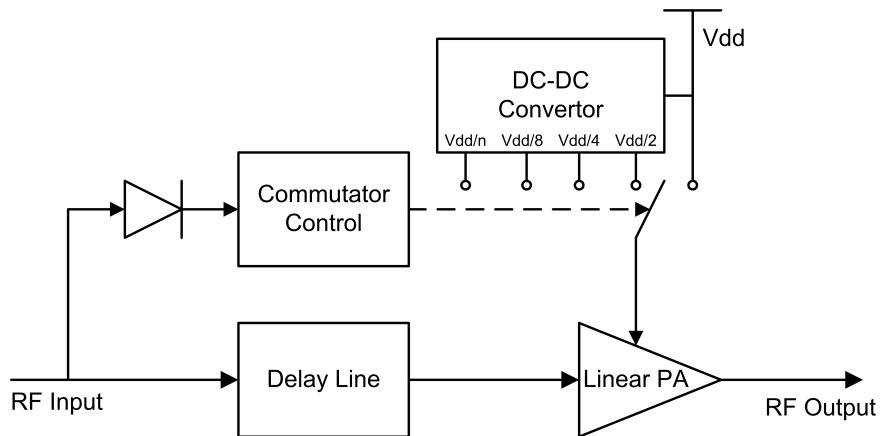 Vdd
DC-DC
Convertor
Vdd/n Vdd/8 Vdd/4 Vdd/2
Commutator
Control
Delay Line
Linear PA
RF Input
RF Output